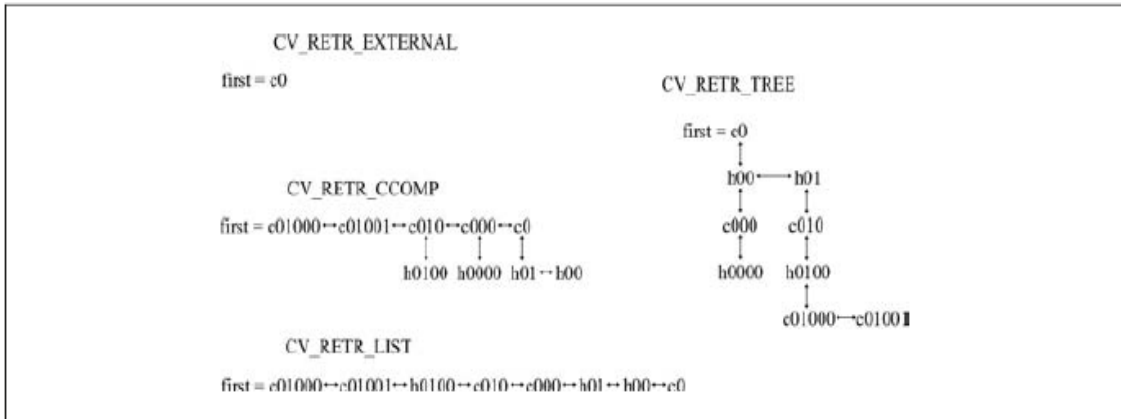 CV_RETR_EXTERNAL
first = c0
CV_RETR_CCOMP
first = c01000↔c01001↔c010↔c000↔c0
h0100 h0000 h01↔h00
CV_RETR_LIST
first = c01000↔c01001↔h0100↔c010↔c000↔h01↔h00↔c0
CV_RETR_TREE
first = c0
h00↔h01
c000 c010
h0000 h0100
c01000↔c01001